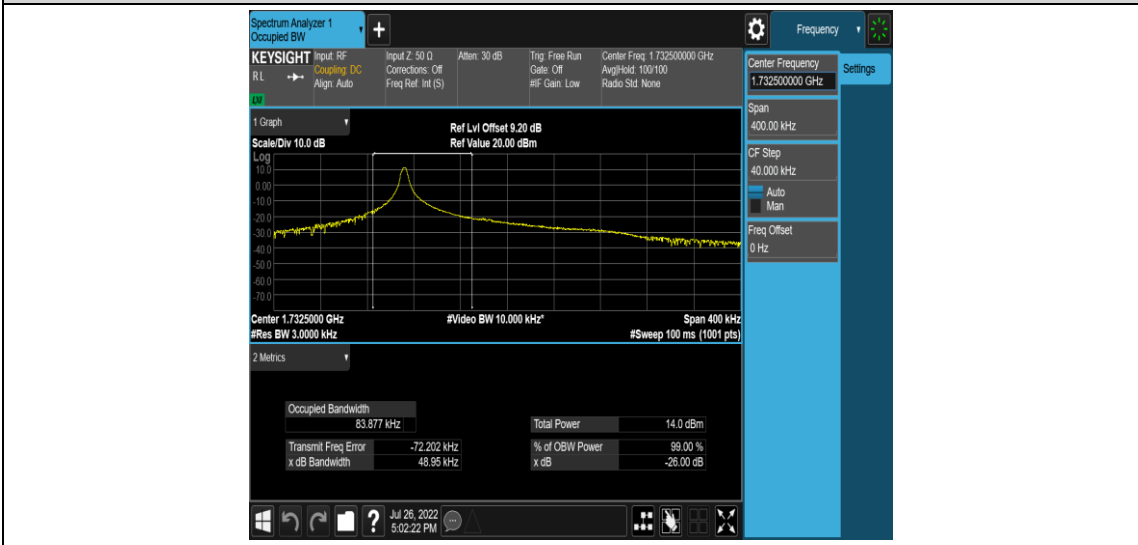 Spectrum Analyzer 1
Occupied BW
+
Frequency
KEYSIGHT
RL
LXI
Input: RF
Coupling: DC
Align: Auto
Input Z: 50 Ω
Corrections: Off
Freq Ref: Int (S)
Atten: 30 dB
Trig: Free Run
Gate: Off
#IF Gain: Low
Center Freq: 1.732500000 GHz
Avg|Hold: 100/100
Radio Std: None
Center Frequency
1.732500000 GHz
Settings
Span
400.00 kHz
CF Step
40.000 kHz
Auto
Man
Freq Offset
0 Hz
1 Graph
Scale/Div 10.0 dB
Ref Lvl Offset 9.20 dB
Ref Value 20.00 dBm
Log
10.0
0.00
-10.0
-20.0
-30.0
-40.0
-50.0
-60.0
-70.0
Center 1.7325000 GHz
#Video BW 10.000 kHz*
Span 400 kHz
#Res BW 3.0000 kHz
#Sweep 100 ms (1001 pts)
2 Metrics
Occupied Bandwidth
83.877 kHz
Total Power 14.0 dBm
Transmit Freq Error -72.202 kHz
% of OBW Power 99.00 %
x dB Bandwidth 48.95 kHz
x dB -26.00 dB
?
Jul 26, 2022
5:02:22 PM